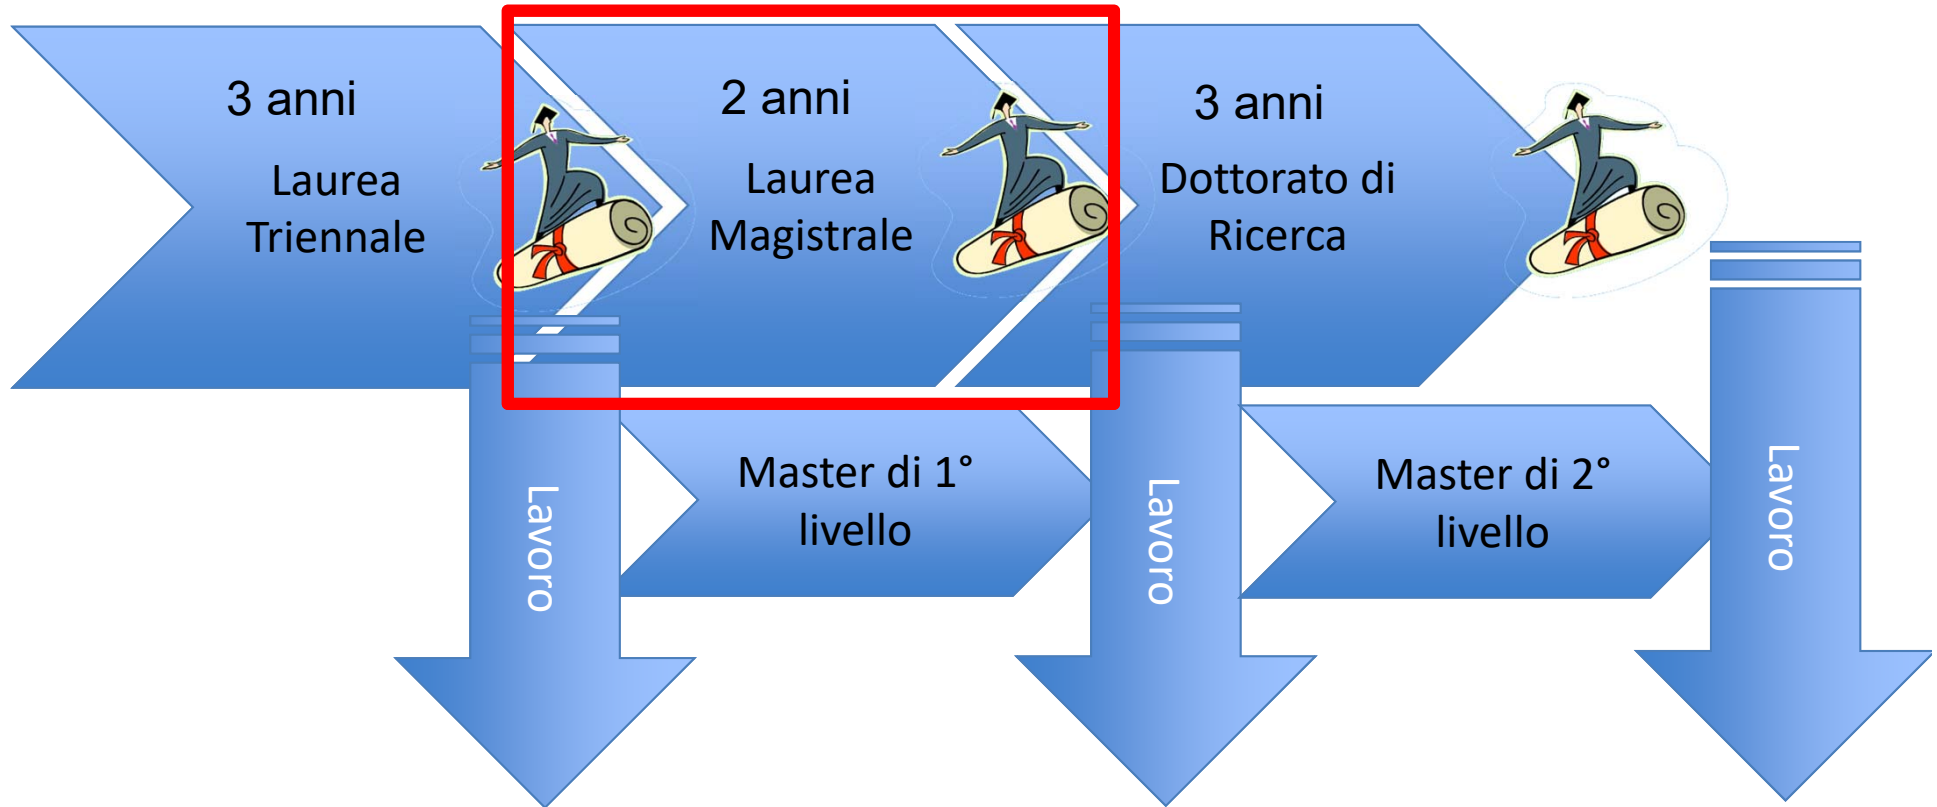 3 anni
Laurea
Triennale
2 anni
Laurea
Magistrale
3 anni
Dottorato di
Ricerca
Lavoro
Master di 1°
livello
Lavoro
Master di 2°
livello
Lavoro